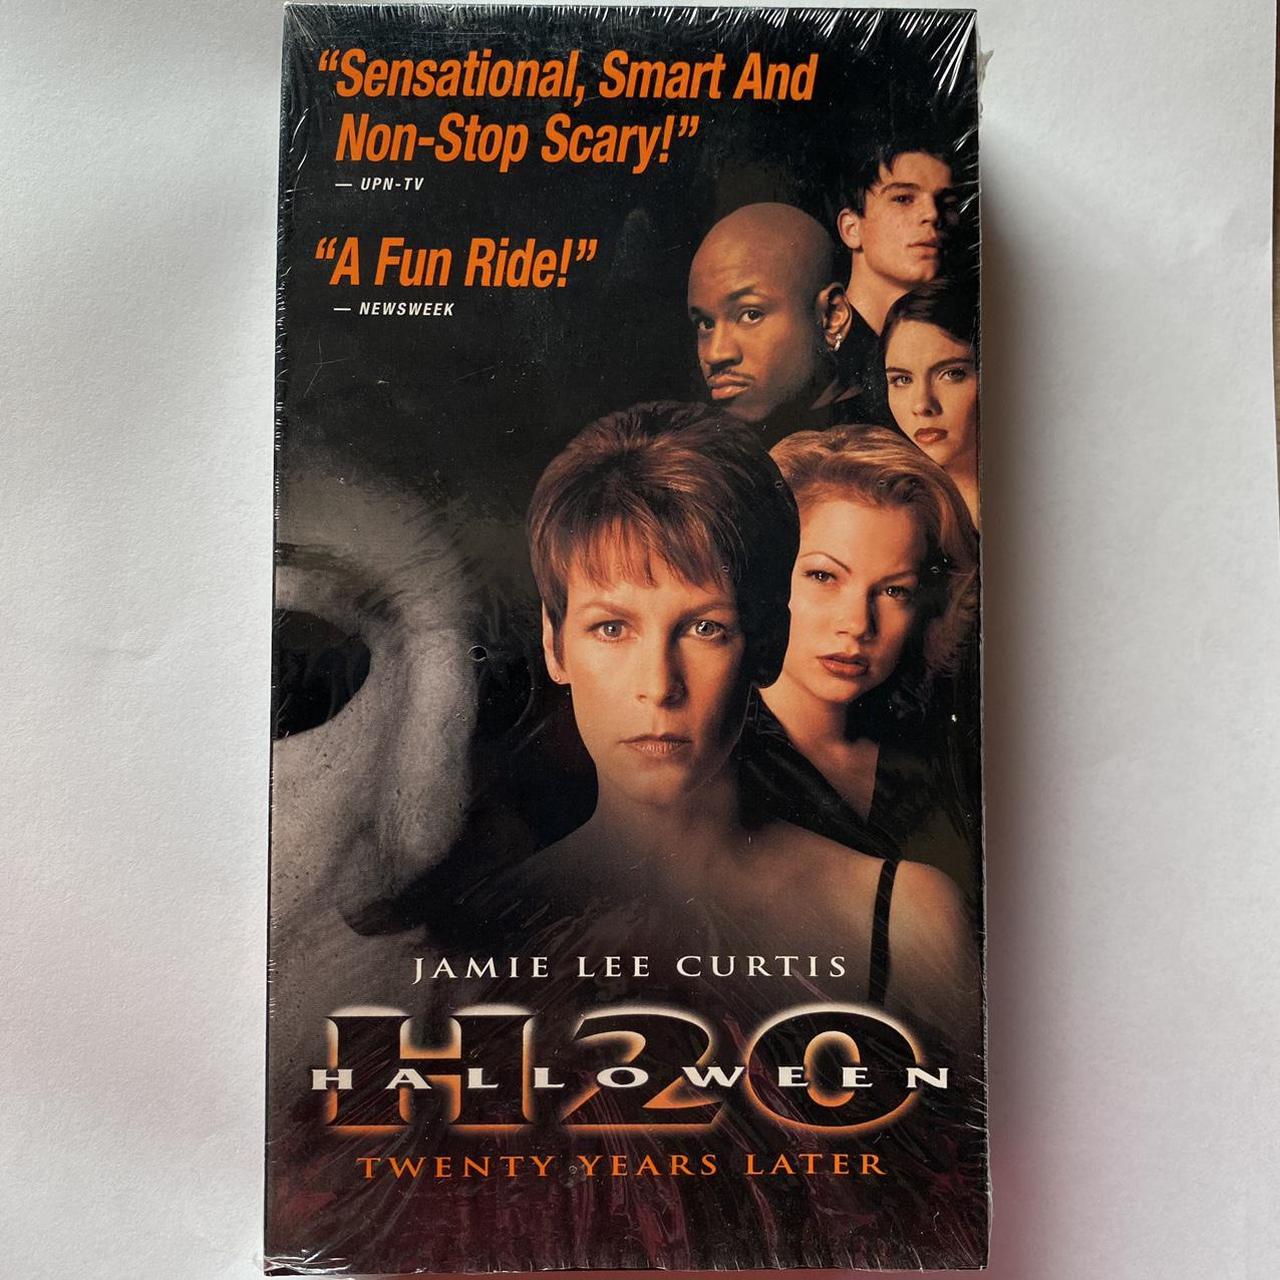 “Sensational, Smart And
Non-Stop Scary!”
— UPN-TV
“A Fun Ride!”
— NEWSWEEK
JAMIE LEE CURTIS
H20
HALLOWEEN
TWENTY YEARS LATER